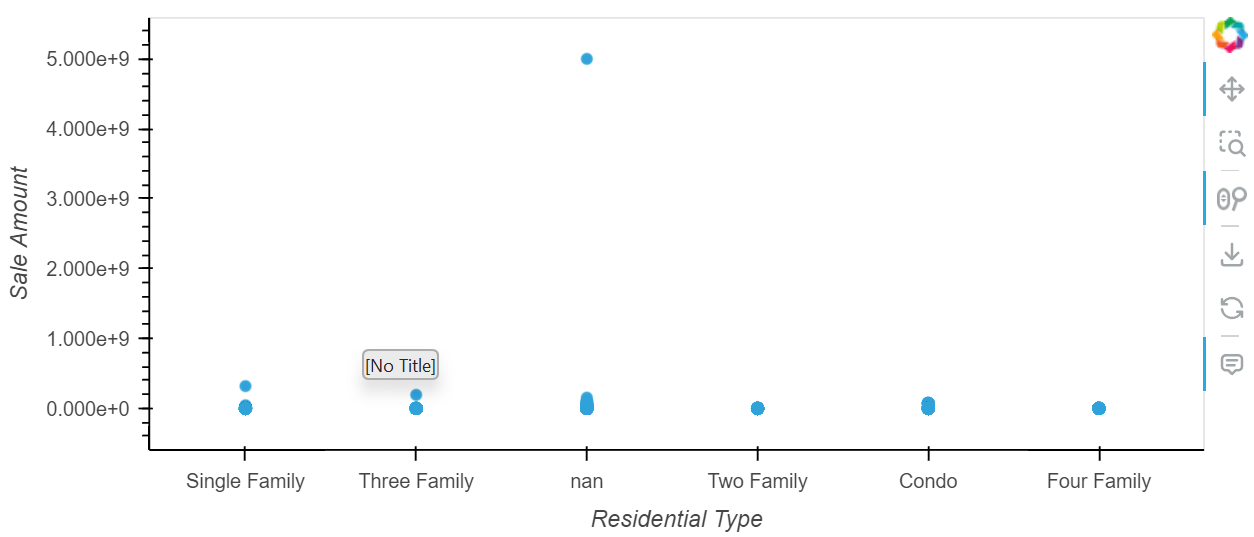 5.000e+9
4.000e+9
3.000e+9
2.000e+9
1.000e+9
0.000e+0
Sale Amount
[No Title]
Single Family
Three Family
nan
Two Family
Condo
Four Family
Residential Type